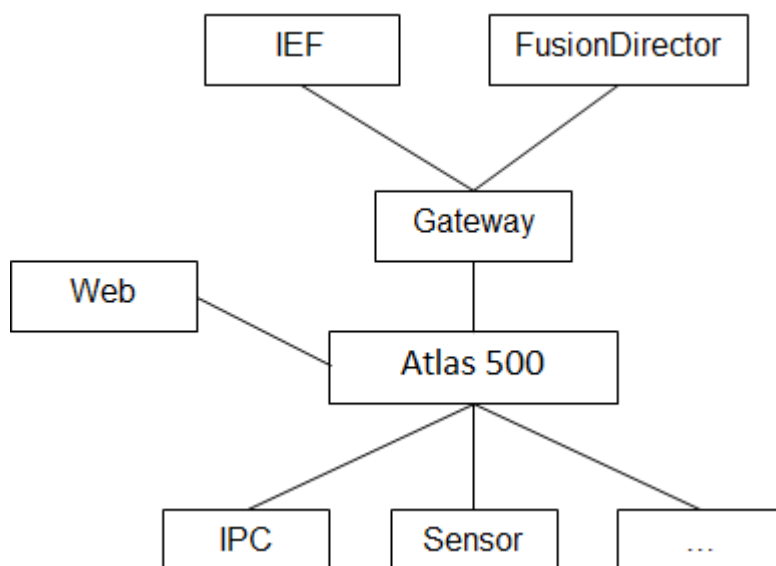 IEF
FusionDirector
Gateway
Web
Atlas 500
IPC
Sensor
...